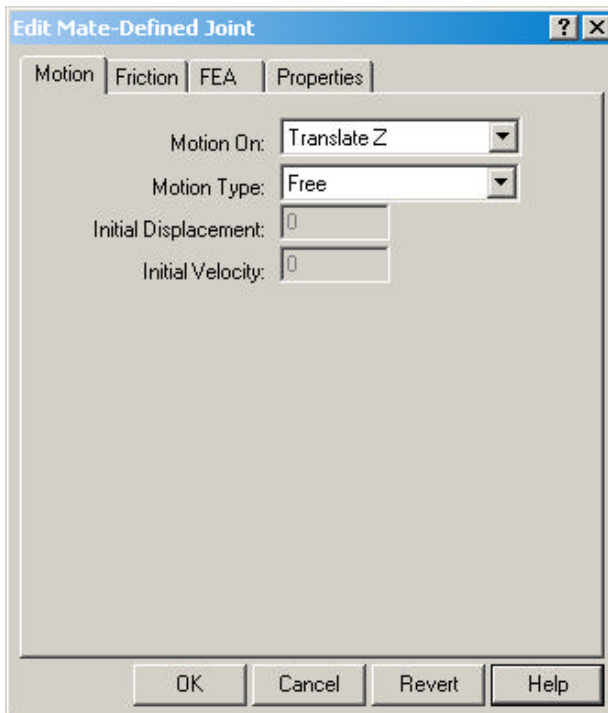 Edit Mate-Defined Joint ? X
Motion Friction FEA Properties
Motion On: Translate Z
Motion Type: Free
Initial Displacement: 0
Initial Velocity: 0
OK Cancel Revert Help